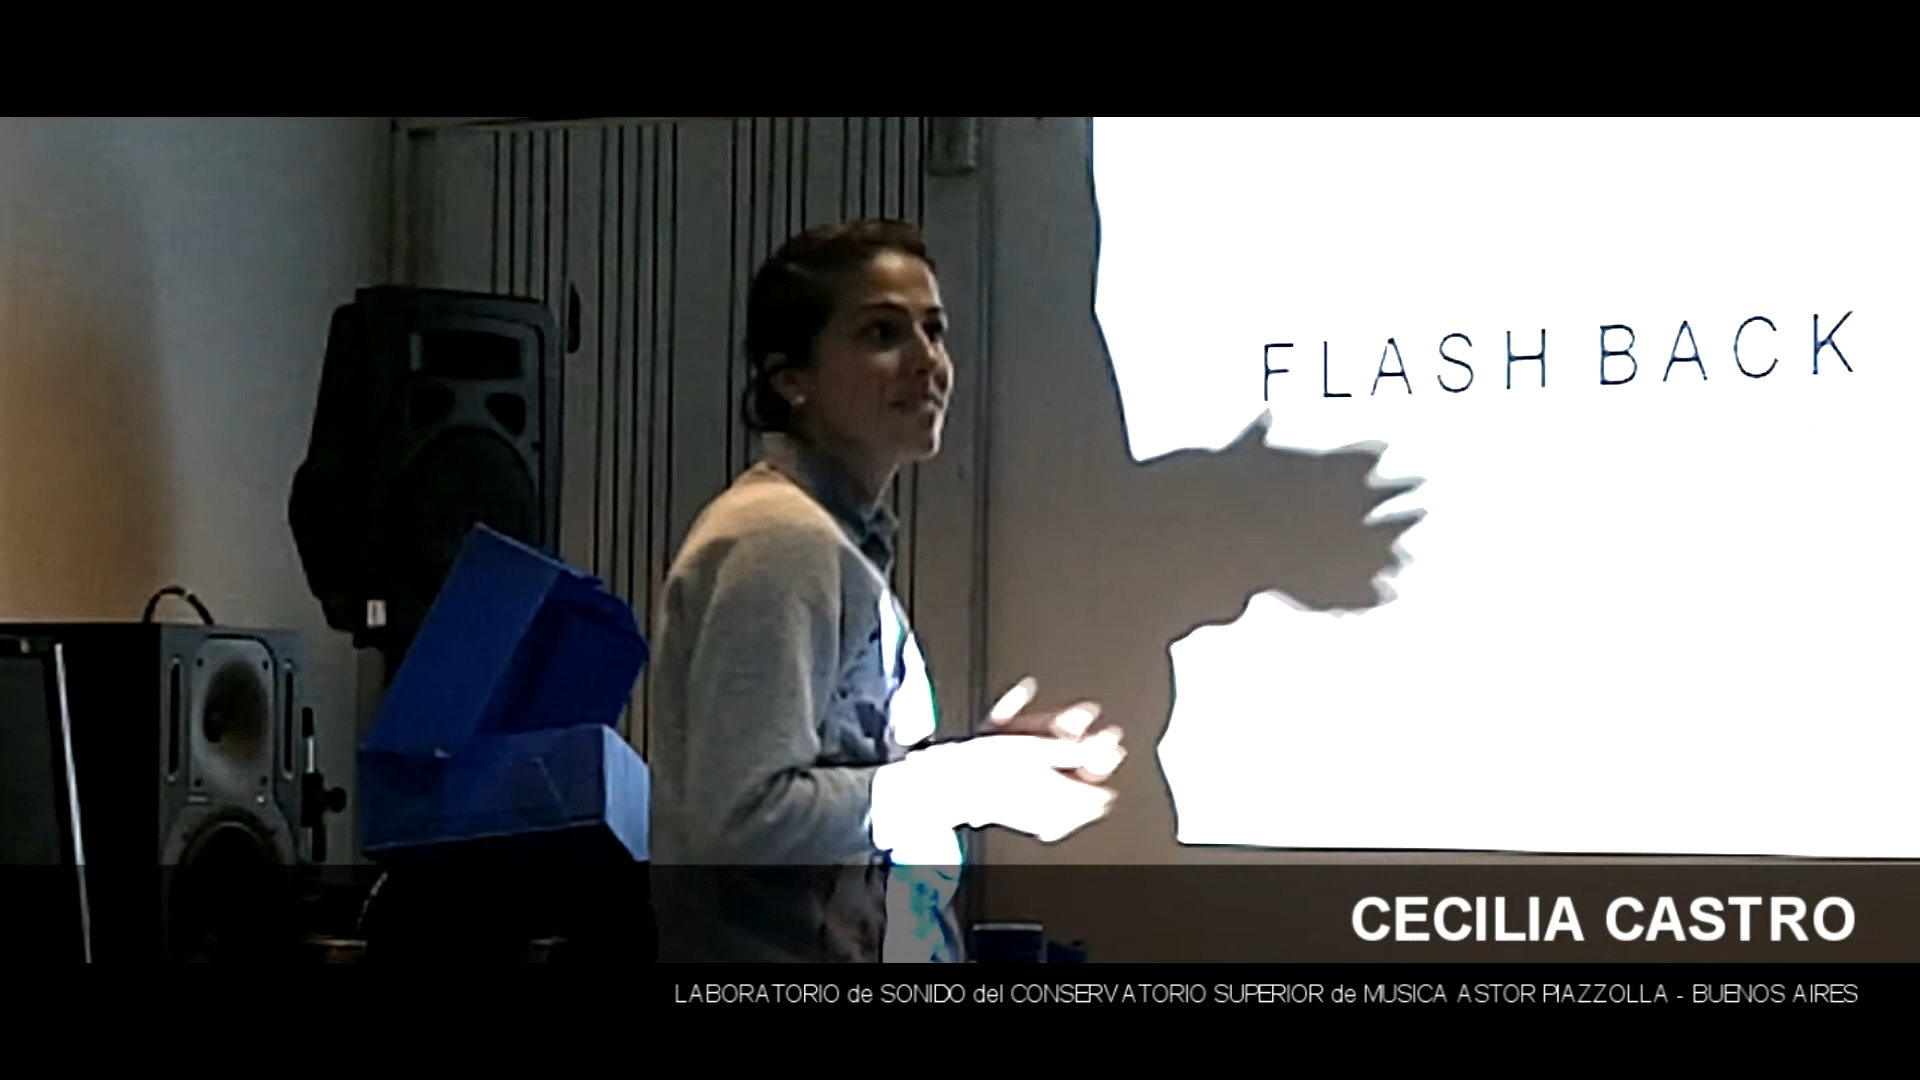 FLASH BACK
CECILIA CASTRO
LABORATORIO de SONIDO del CONSERVATORIO SUPERIOR de MUSICA ASTOR PIAZZOLLA - BUENOS AIRES